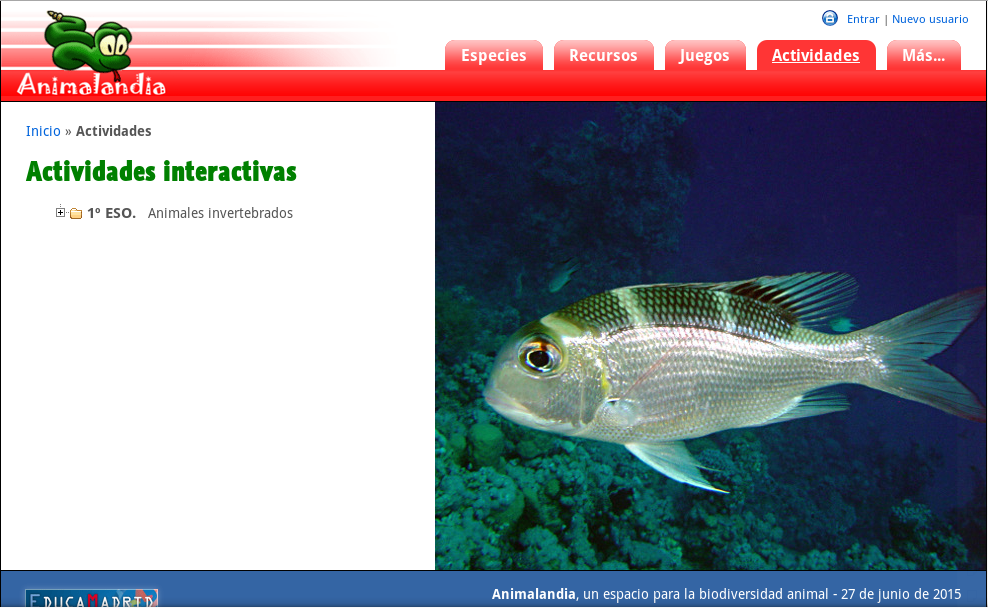 Entrar | Nuevo usuario
Animalandia
Especies Recursos Juegos Actividades Más...
Inicio » Actividades
Actividades interactivas
1º ESO. Animales invertebrados
EDUCAMADRID
Animalandia, un espacio para la biodiversidad animal - 27 de junio de 2015